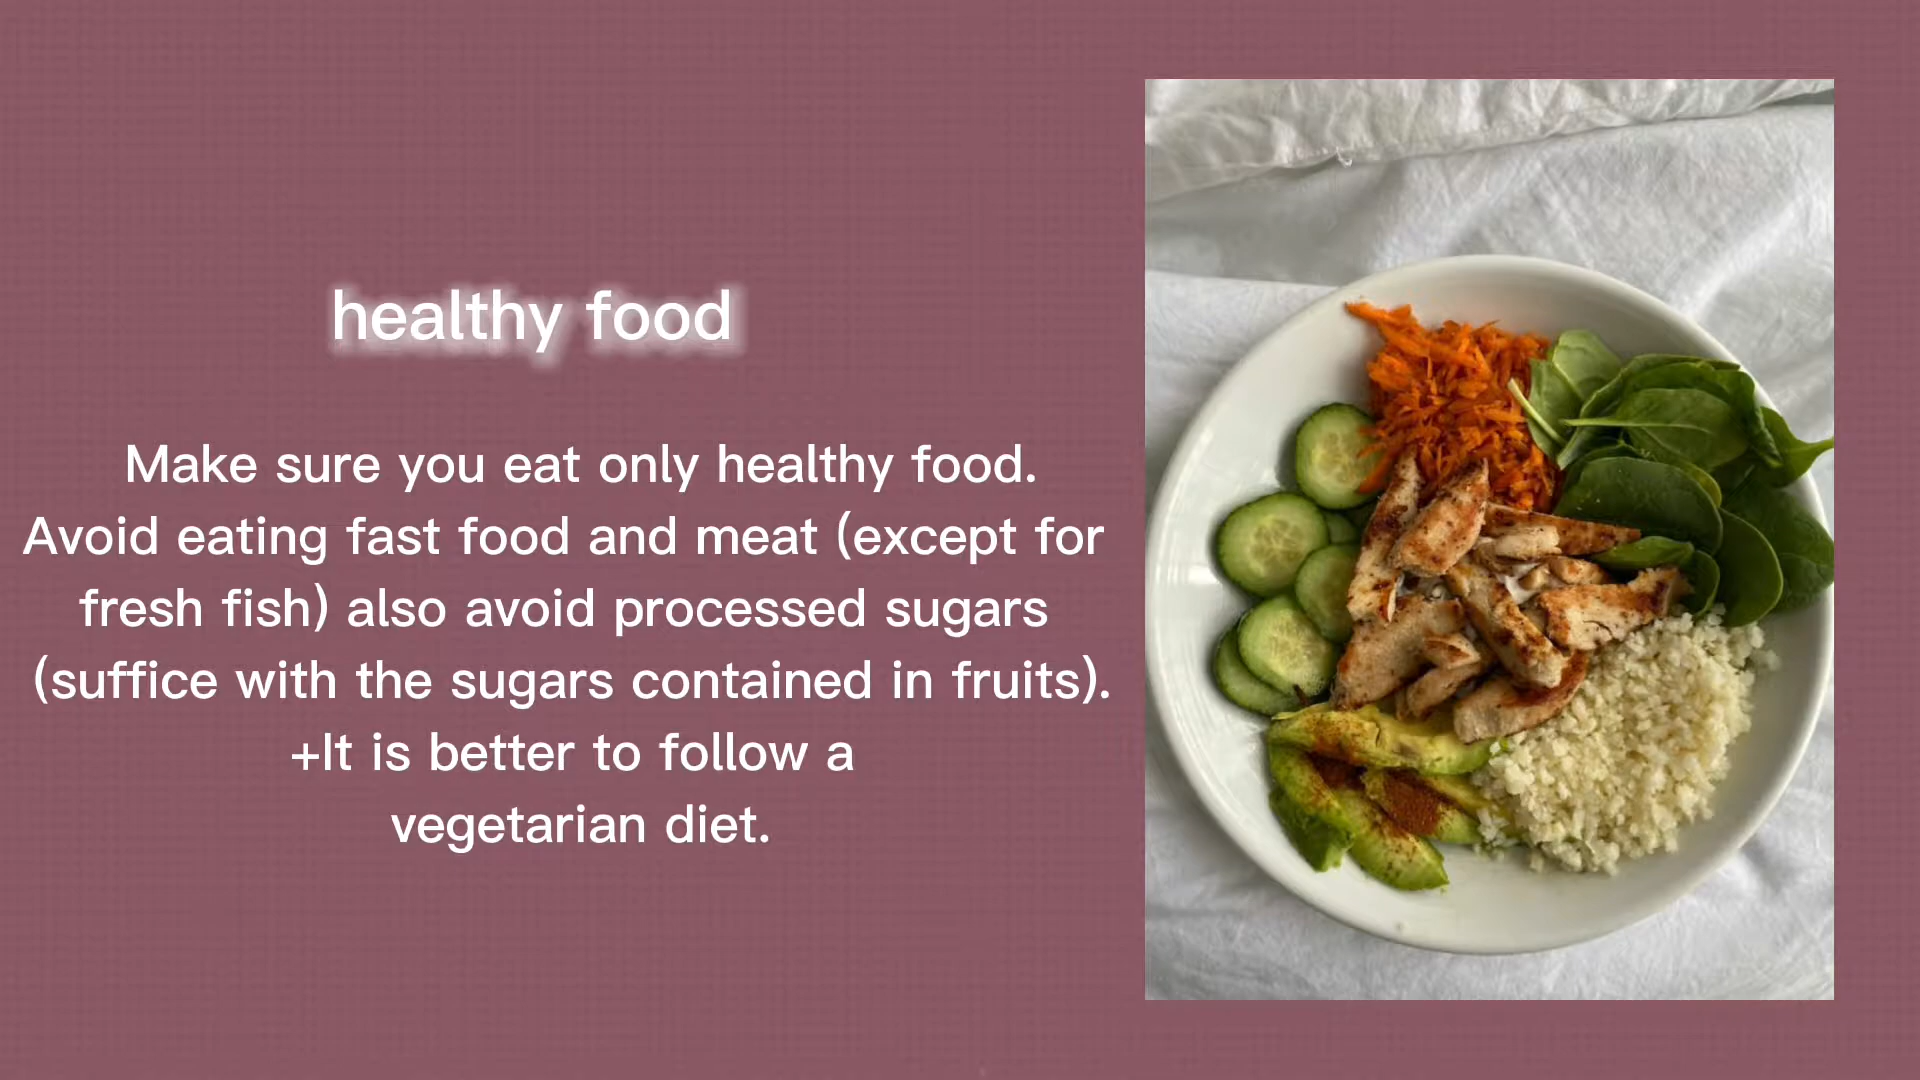 healthy food
Make sure you eat only healthy food.
Avoid eating fast food and meat (except for
fresh fish) also avoid processed sugars
(suffice with the sugars contained in fruits).
+It is better to follow a
vegetarian diet.